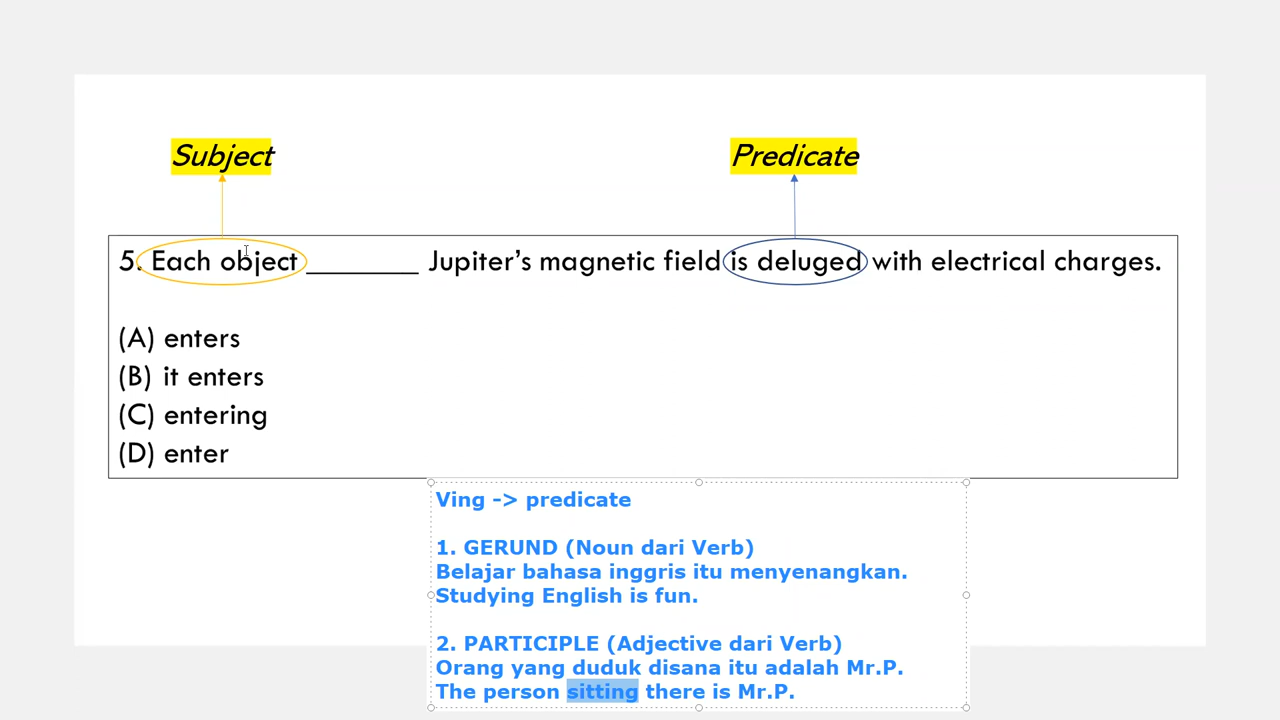 Subject
Predicate
5. Each object ________ Jupiter’s magnetic field is deluged with electrical charges.
(A) enters
(B) it enters
(C) entering
(D) enter
Ving -> predicate
1. GERUND (Noun dari Verb)
Belajar bahasa inggris itu menyenangkan.
Studying English is fun.
2. PARTICIPLE (Adjective dari Verb)
Orang yang duduk disana itu adalah Mr.P.
The person sitting there is Mr.P.